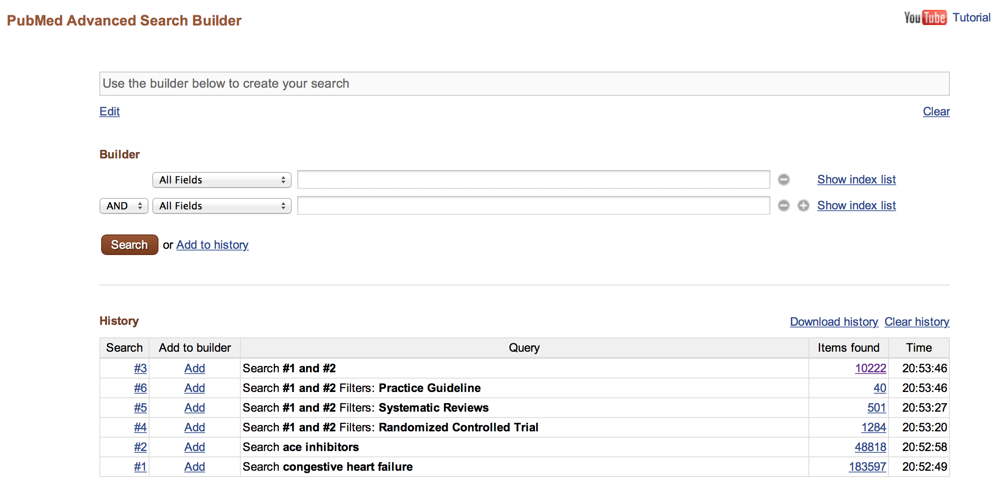 PubMed Advanced Search Builder
YouTube Tutorial
Use the builder below to create your search
Edit Clear
Builder
All Fields Show index list
AND All Fields Show index list
Search or Add to history
History Download history Clear history
Search Add to builder Query Items found Time
#3 Add Search #1 and #2 10222 20:53:46
#6 Add Search #1 and #2 Filters: Practice Guideline 40 20:53:46
#5 Add Search #1 and #2 Filters: Systematic Reviews 501 20:53:27
#4 Add Search #1 and #2 Filters: Randomized Controlled Trial 1284 20:53:20
#2 Add Search ace inhibitors 48818 20:52:58
#1 Add Search congestive heart failure 183597 20:52:49